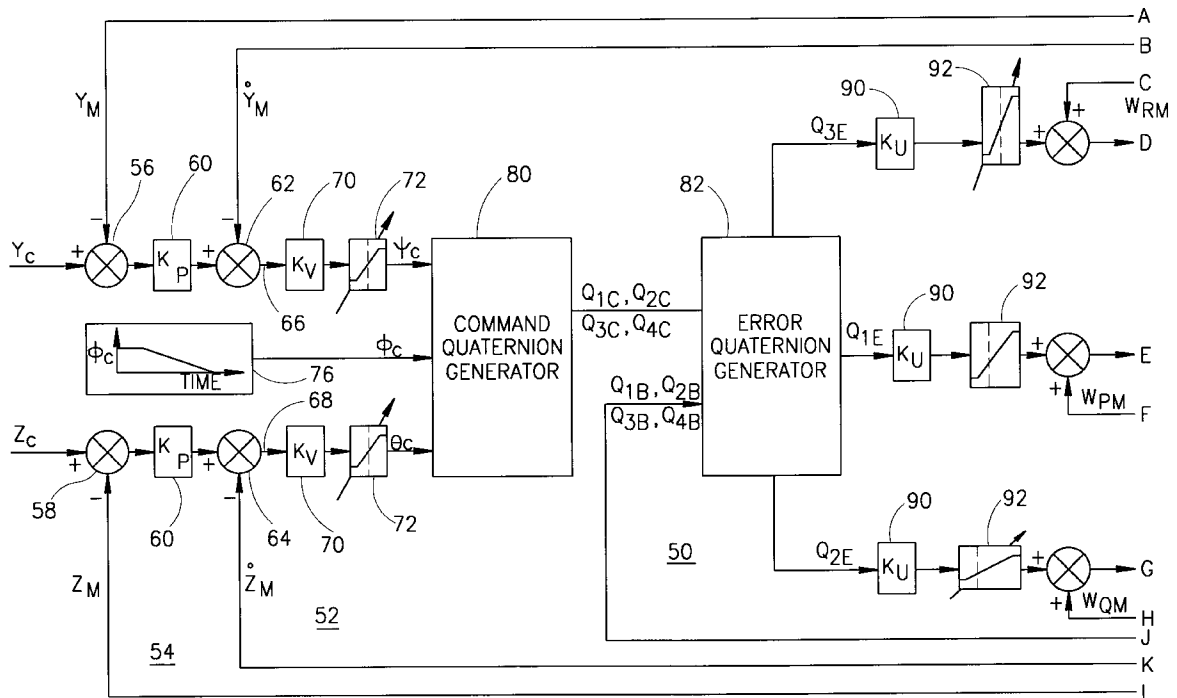 A
B
C
W_RM
D
92
90
Q_3E
K_U
+
+
Y_M
Ẏ_M
56
60
62
70
72
80
82
−
−
Y_C
+
K_P
+
K_V
ψ_C
66
Q_1C, Q_2C
Q_3C, Q_4C
COMMAND
QUATERNION
GENERATOR
ERROR
QUATERNION
GENERATOR
90
92
Q_1E
K_U
+
E
+
W_PM
F
ϕ_C
TIME
76
ϕ_C
Q_1B, Q_2B
Q_3B, Q_4B
68
Z_C
+
K_P
+
K_V
θ_C
58
−
60
−
64
70
72
Z_M
Ż_M
50
90
92
Q_2E
K_U
+
G
+
W_QM
H
J
52
54
K
I